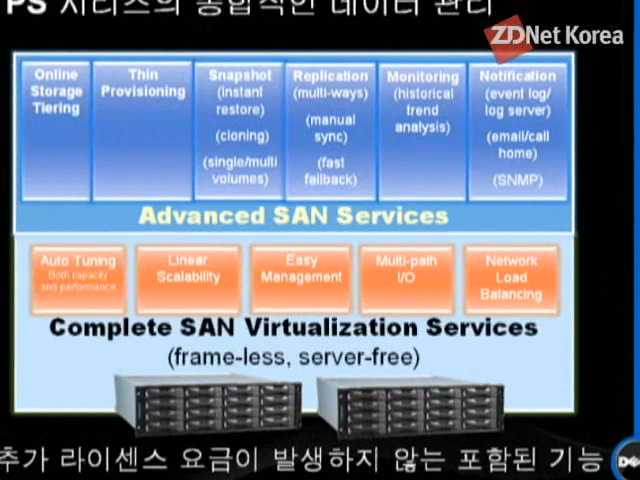 PS 시리즈의 종합적인 데이터 관리
ZDNet Korea
Online
Storage
Tiering
Thin
Provisioning
Snapshot
(instant
restore)
(cloning)
(single/multi
volumes)
Replication
(multi-ways)
(manual
sync)
(fast
failback)
Monitoring
(historical
trend
analysis)
Notification
(event log/
log server)
(email/call
home)
(SNMP)
Advanced SAN Services
Auto Tuning
Both capacity
and performance
Linear
Scalability
Easy
Management
Multi-path
I/O
Network
Load
Balancing
Complete SAN Virtualization Services
(frame-less, server-free)
추가 라이센스 요금이 발생하지 않는 포함된 기능